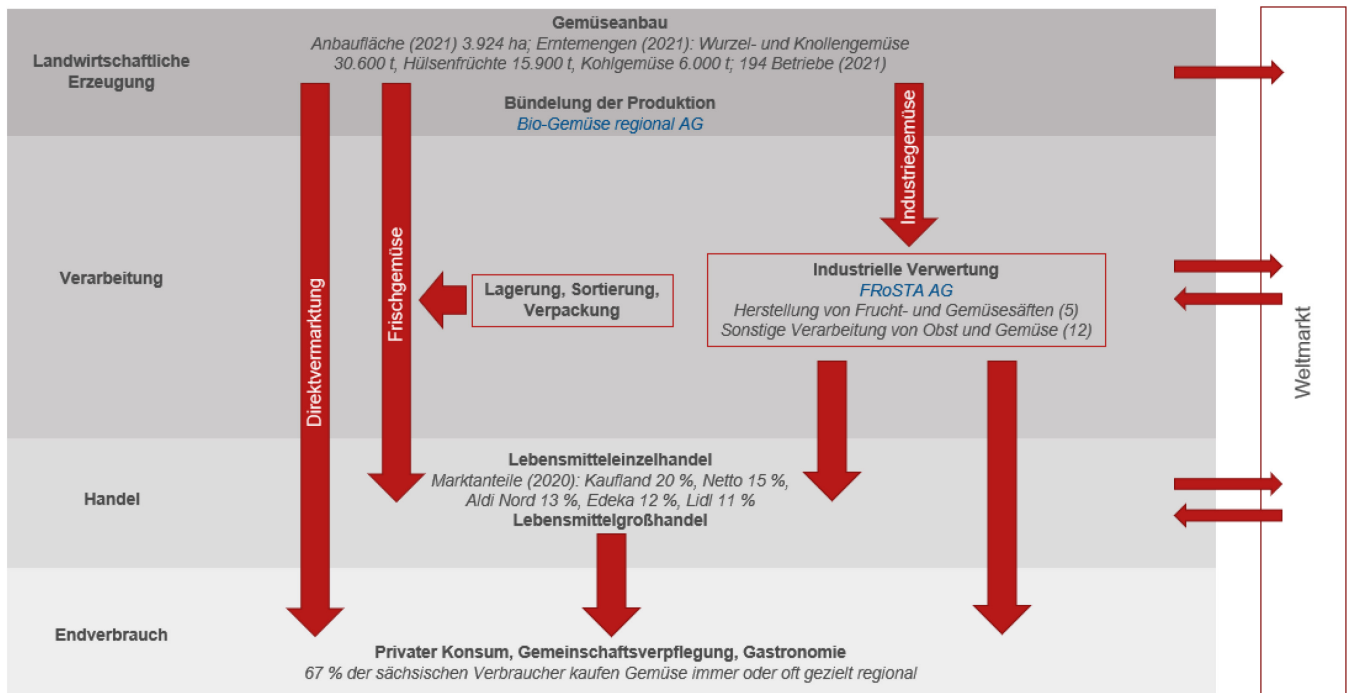 Gemüseanbau
Anbaufläche (2021) 3.924 ha; Erntemengen (2021): Wurzel- und Knollengemüse
30.600 t, Hülsenfrüchte 15.900 t, Kohlgemüse 6.000 t; 194 Betriebe (2021)
Landwirtschaftliche
Erzeugung
Bündelung der Produktion
Bio-Gemüse regional AG
Industriegemüse
Verarbeitung
Direktvermarktung
Frischgemüse
Lagerung, Sortierung,
Verpackung
Industrielle Verwertung
FRoSTA AG
Herstellung von Frucht- und Gemüsesäften (5)
Sonstige Verarbeitung von Obst und Gemüse (12)
Weltmarkt
Handel
Lebensmitteleinzelhandel
Marktanteile (2020): Kaufland 20 %, Netto 15 %,
Aldi Nord 13 %, Edeka 12 %, Lidl 11 %
Lebensmittelgroßhandel
Endverbrauch
Privater Konsum, Gemeinschaftsverpflegung, Gastronomie
67 % der sächsischen Verbraucher kaufen Gemüse immer oder oft gezielt regional